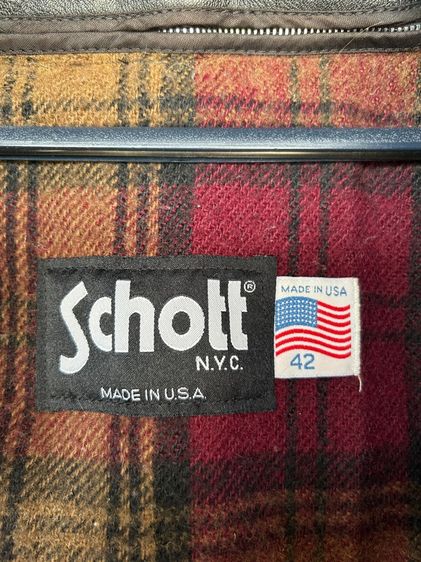 Schott®
N.Y.C.
MADE IN U.S.A.
MADE IN USA
42